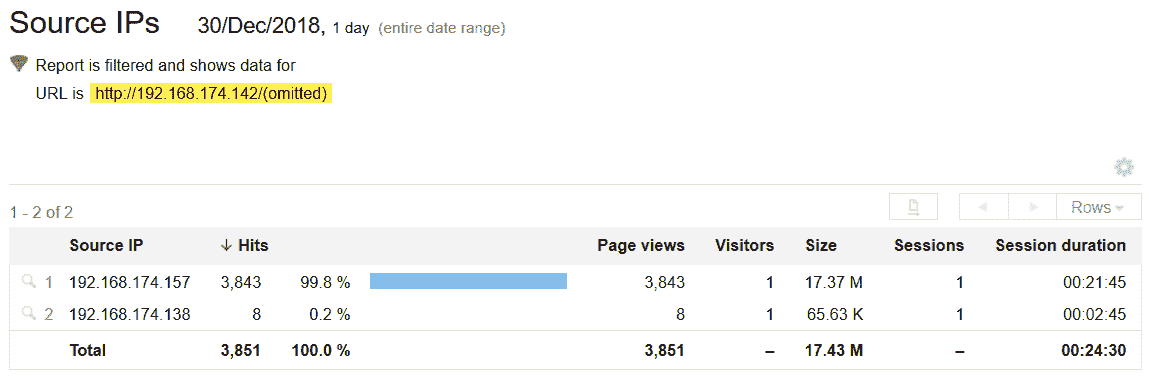 Source IPs 30/Dec/2018, 1 day (entire date range)
Report is filtered and shows data for
URL is http://192.168.174.142/(omitted)
1 - 2 of 2 Rows
Source IP ↓ Hits Page views Visitors Size Sessions Session duration
1 192.168.174.157 3,843 99.8 % 3,843 1 17.37 M 1 00:21:45
2 192.168.174.138 8 0.2 % 8 1 65.63 K 1 00:02:45
Total 3,851 100.0 % 3,851 – 17.43 M – 00:24:30